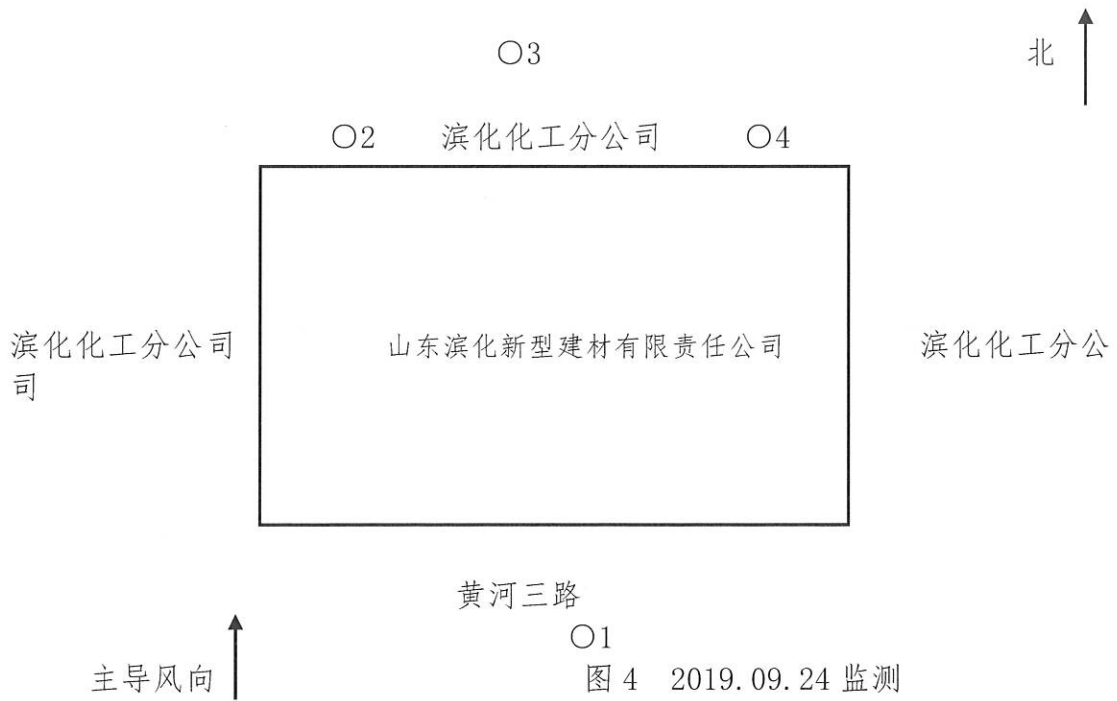 ○3
北
○2 滨化化工分公司 ○4
滨化化工分公司
司
山东滨化新型建材有限责任公司
滨化化工分公
黄河三路
○1
主导风向
图4 2019.09.24监测